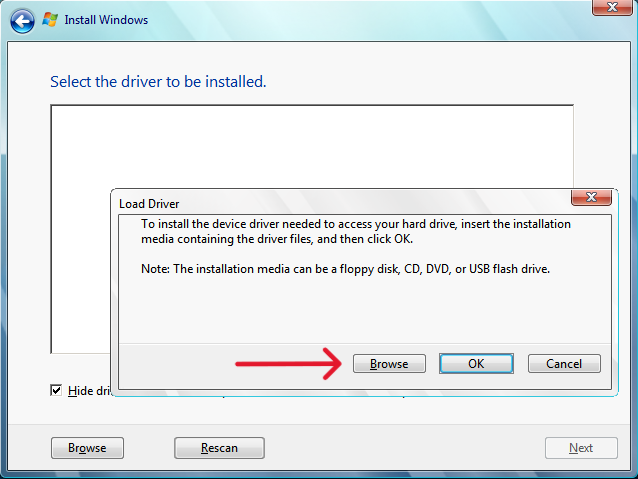 Install Windows
Select the driver to be installed.
Load Driver
To install the device driver needed to access your hard drive, insert the installation
media containing the driver files, and then click OK.
Note: The installation media can be a floppy disk, CD, DVD, or USB flash drive.
Browse
OK
Cancel
Hide
Browse
Rescan
Next